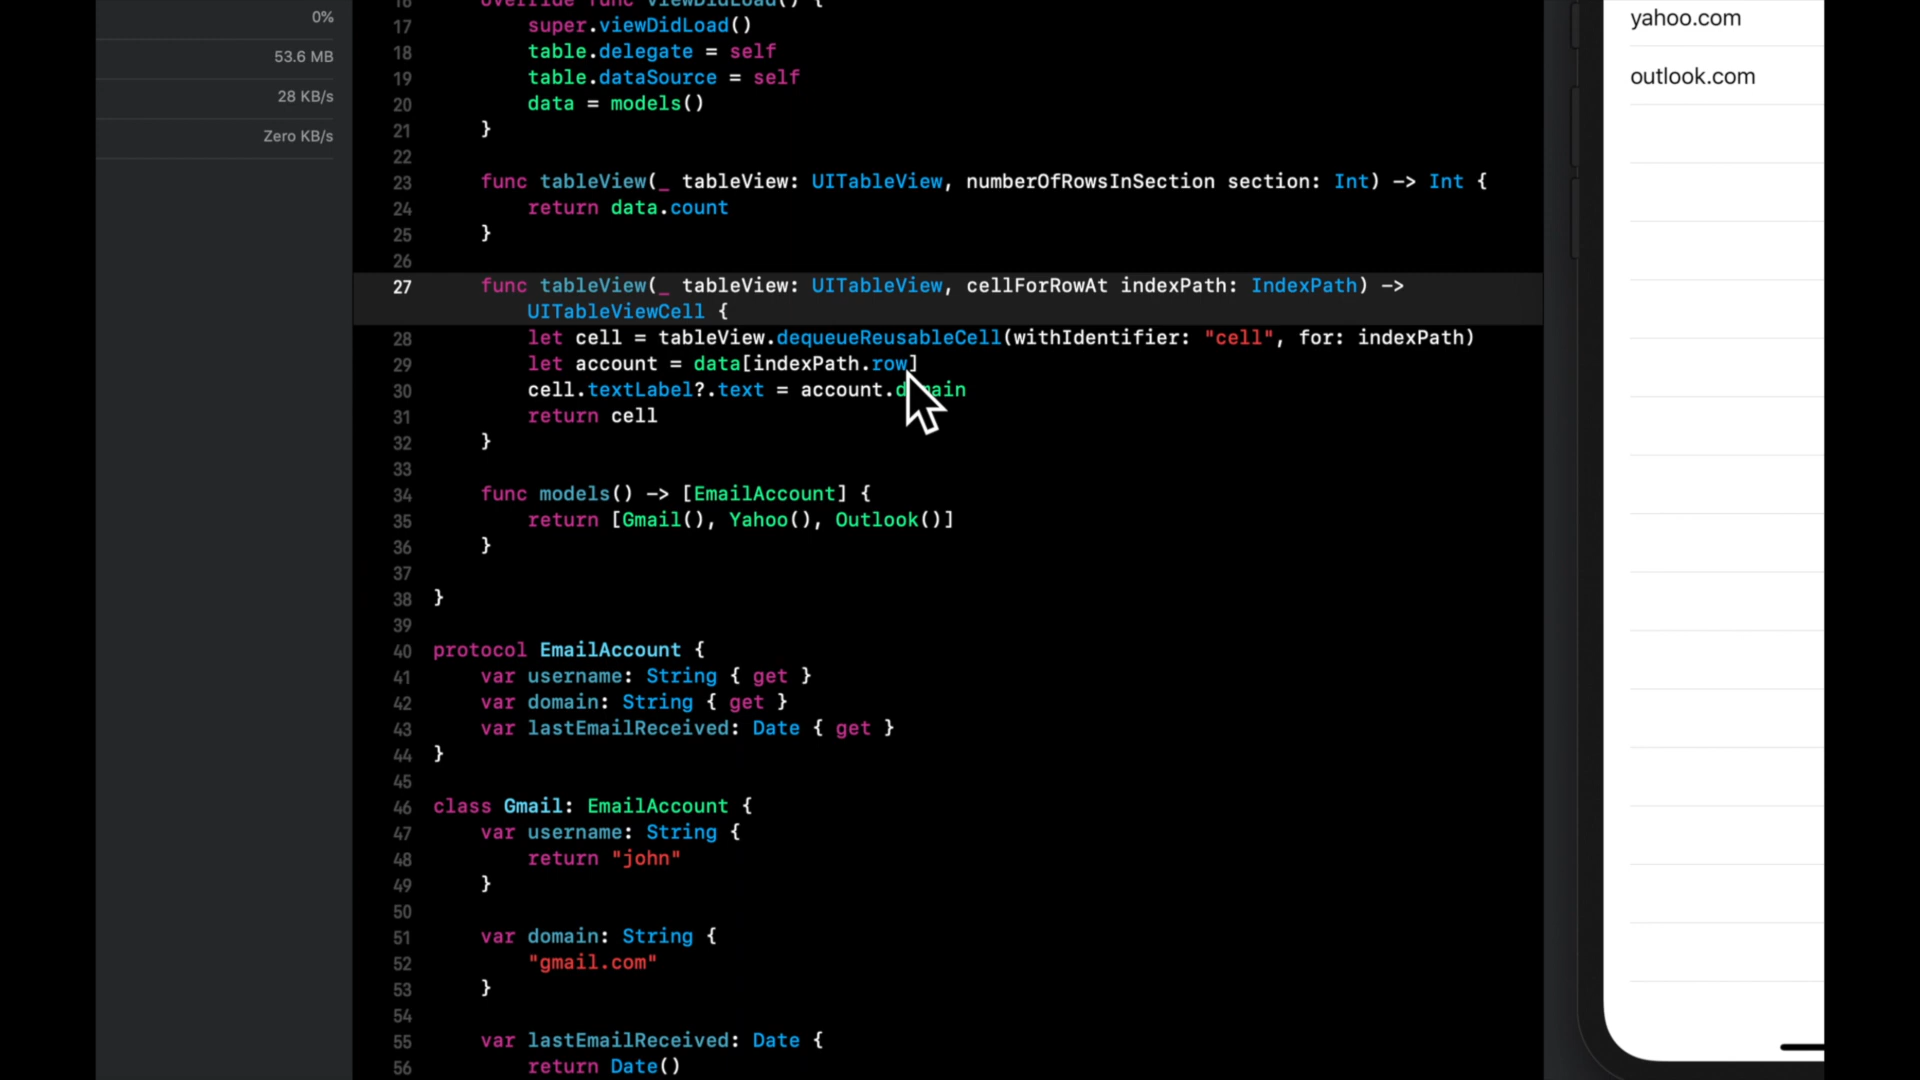 0%
53.6 MB
28 KB/s
Zero KB/s
16 override func viewDidLoad() {
17 super.viewDidLoad()
18 table.delegate = self
19 table.dataSource = self
20 data = models()
21 }
22
23 func tableView(_ tableView: UITableView, numberOfRowsInSection section: Int) -> Int {
24 return data.count
25 }
26
27 func tableView(_ tableView: UITableView, cellForRowAt indexPath: IndexPath) ->
UITableViewCell {
28 let cell = tableView.dequeueReusableCell(withIdentifier: "cell", for: indexPath)
29 let account = data[indexPath.row]
30 cell.textLabel?.text = account.domain
31 return cell
32 }
33
34 func models() -> [EmailAccount] {
35 return [Gmail(), Yahoo(), Outlook()]
36 }
37
38 }
39
40 protocol EmailAccount {
41 var username: String { get }
42 var domain: String { get }
43 var lastEmailReceived: Date { get }
44 }
45
46 class Gmail: EmailAccount {
47 var username: String {
48 return "john"
49 }
50
51 var domain: String {
52 "gmail.com"
53 }
54
55 var lastEmailReceived: Date {
56 return Date()
yahoo.com
outlook.com